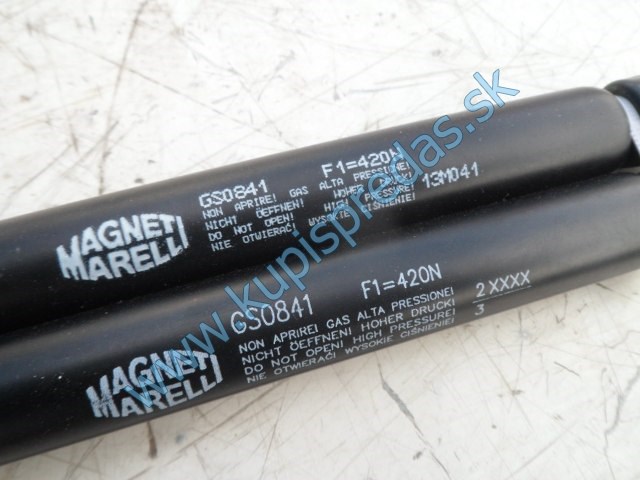 MAGNETI
MARELLI
GS0841 F1=420N
NON APRIRE! GAS ALTA PRESSIONE!
NICHT ÖEFFNEN! HOHER DRUCK!
DO NOT OPEN! HIGH PRESSURE!
NIE OTWIERAĆ! WYSOKIE CIŚNIENIE!
13M041
MAGNETI
MARELLI
GS0841 F1=420N
NON APRIRE! GAS ALTA PRESSIONE!
NICHT ÖEFFNEN! HOHER DRUCK!
DO NOT OPEN! HIGH PRESSURE!
NIE OTWIERAĆ! WYSOKIE CIŚNIENIE!
2 XXXX
3
www.kupispredas.sk